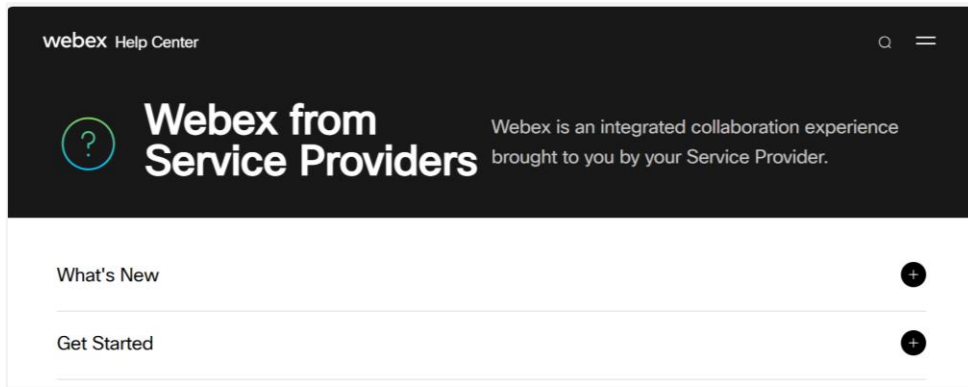 webex Help Center
Webex from
Service Providers
Webex is an integrated collaboration experience
brought to you by your Service Provider.
What's New
Get Started